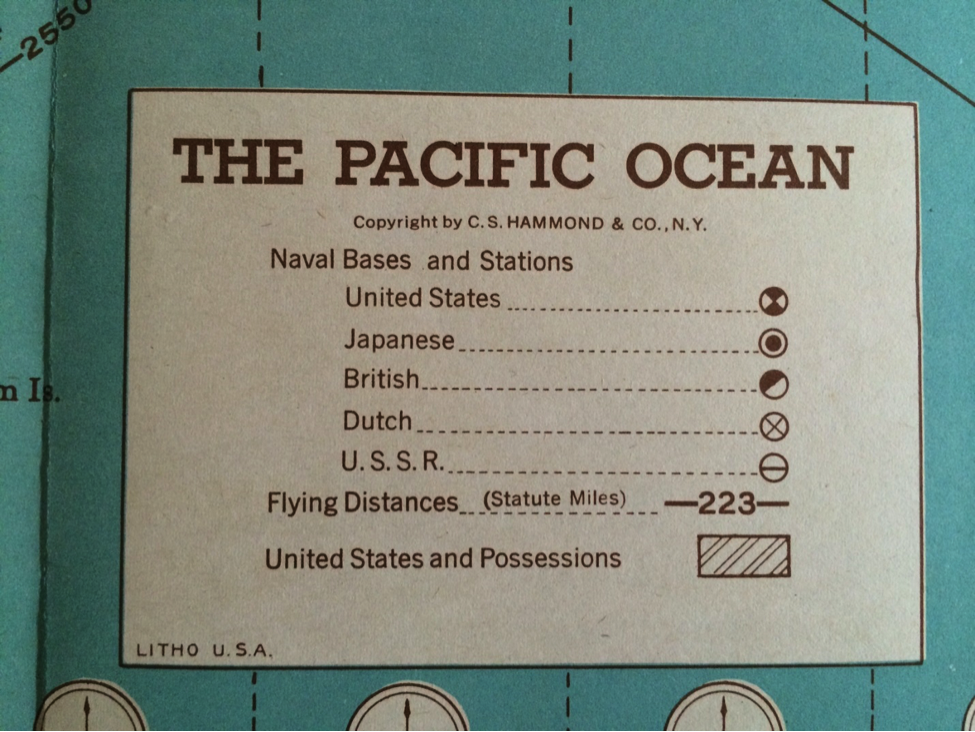 2550
THE PACIFIC OCEAN
Copyright by C. S. HAMMOND & CO., N. Y.
Naval Bases and Stations
United States
Japanese
British
Dutch
U. S. S. R.
Flying Distances (Statute Miles) —223—
United States and Possessions
m Is.
LITHO U. S. A.